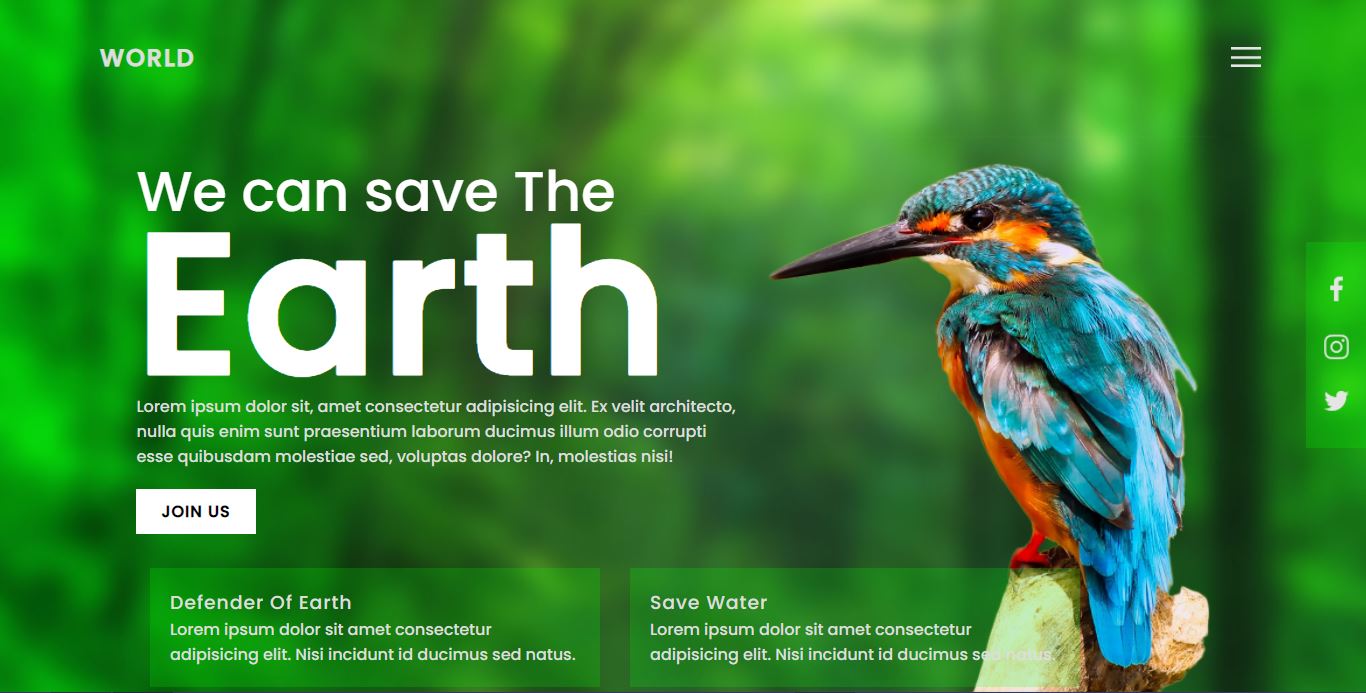 WORLD
We can save The
Earth
Lorem ipsum dolor sit, amet consectetur adipisicing elit. Ex velit architecto,
nulla quis enim sunt praesentium laborum ducimus illum odio corrupti
esse quibusdam molestiae sed, voluptas dolore? In, molestias nisi!
JOIN US
Defender Of Earth
Lorem ipsum dolor sit amet consectetur
adipisicing elit. Nisi incidunt id ducimus sed natus.
Save Water
Lorem ipsum dolor sit amet consectetur
adipisicing elit. Nisi incidunt id ducimus sed natus.